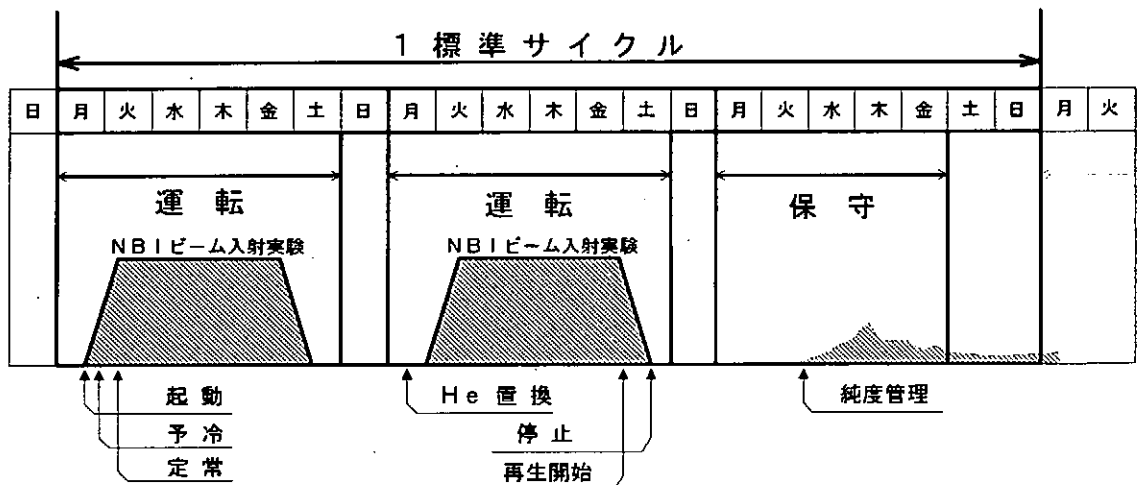 1標準サイクル
日 月 火 水 木 金 土 日 月 火 水 木 金 土 日 月 火 水 木 金 土 日 月 火
運転 運転 保守
NBIビーム入射実験 NBIビーム入射実験
起動 He置換 純度管理
予冷 停止
定常 再生開始